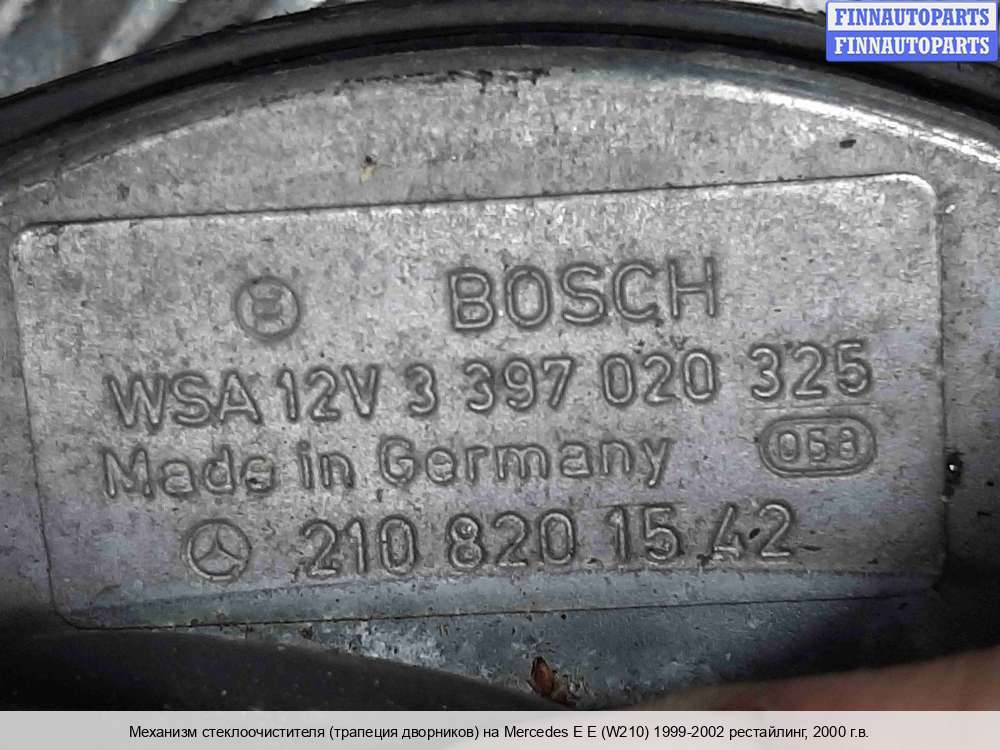 FINNAUTOPARTS
FINNAUTOPARTS
BOSCH
WSA 12V 3 397 020 325
Made in Germany 058
210 820 15 42
Механизм стеклоочистителя (трапеция дворников) на Mercedes E E (W210) 1999-2002 рестайлинг, 2000 г.в.